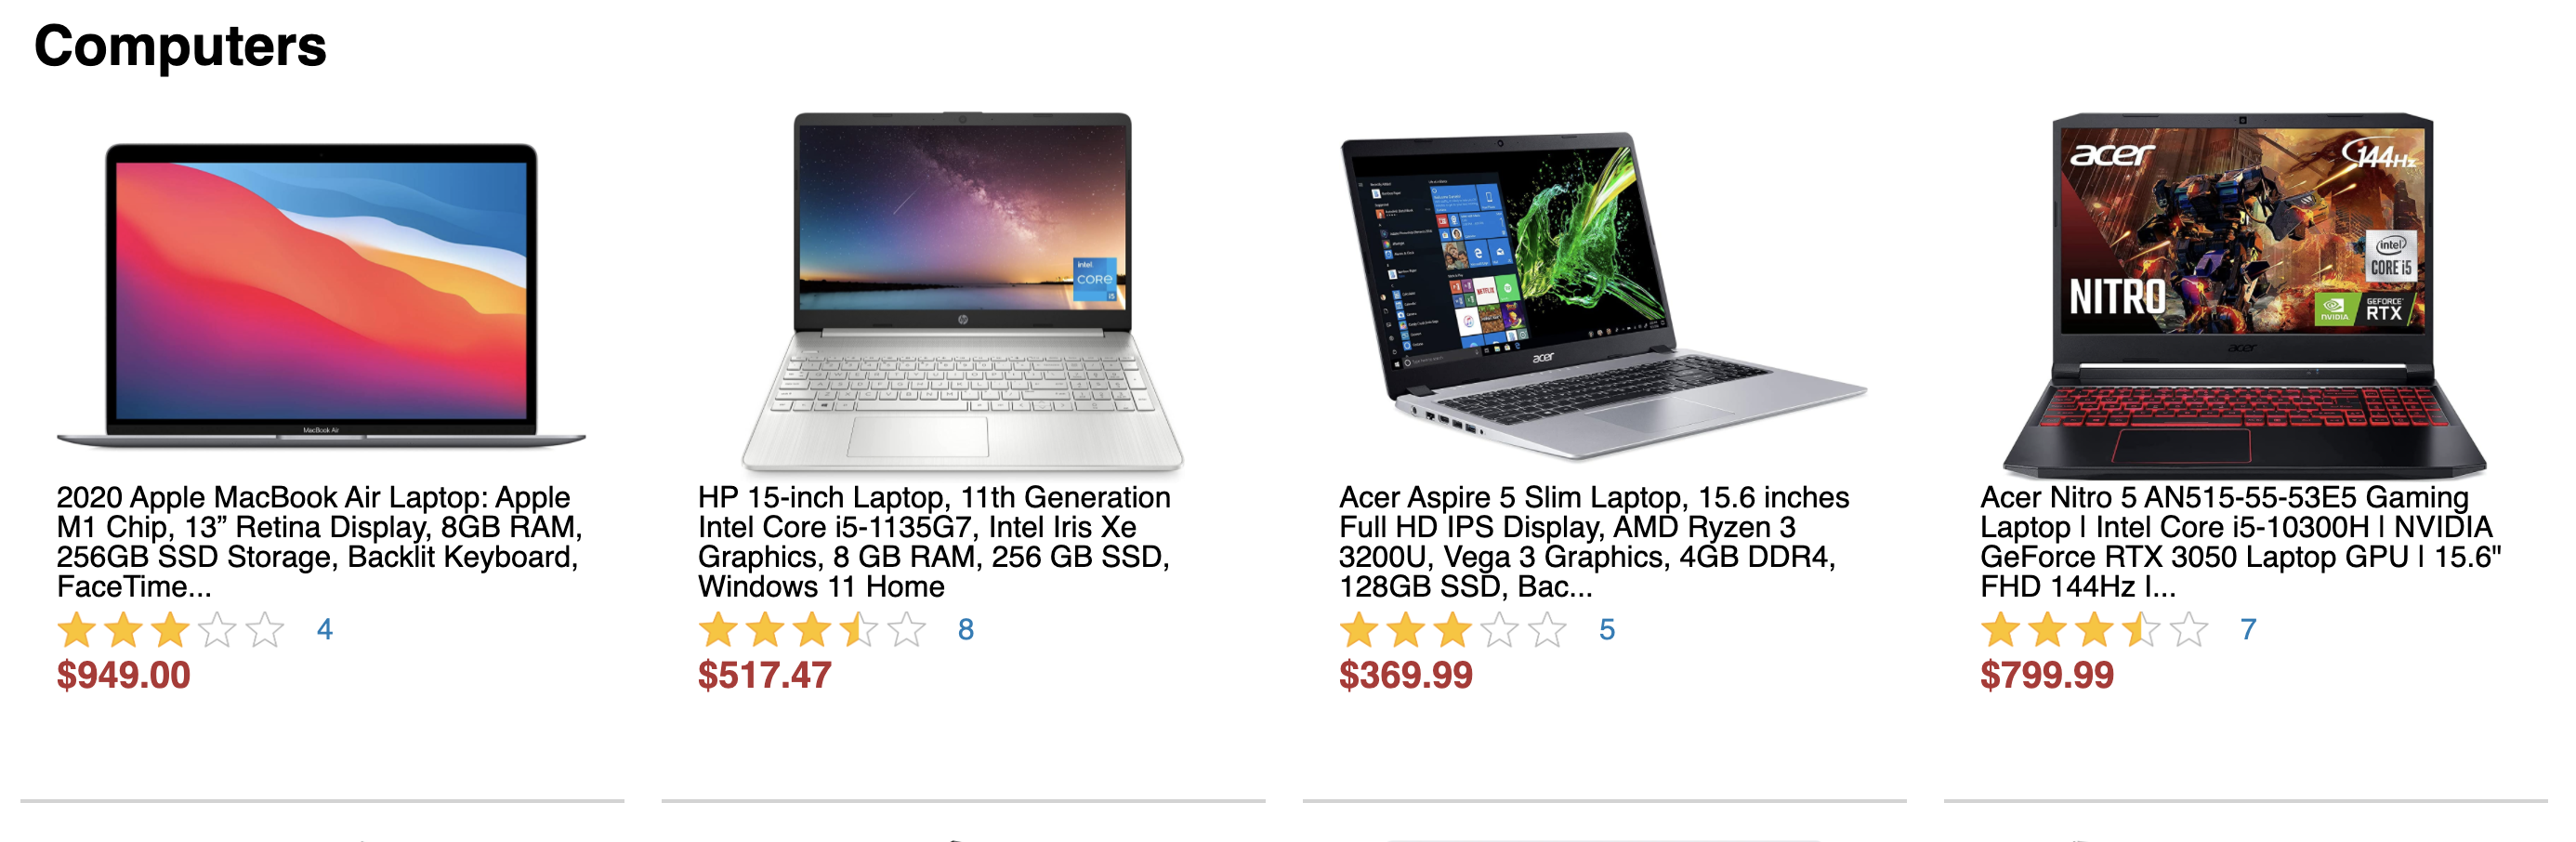 Computers
MacBook Air
intel
CORE
i5
hp
acer
acer
144Hz
intel
CORE i5
NITRO
NVIDIA
GEFORCE
RTX
acer
2020 Apple MacBook Air Laptop: Apple
M1 Chip, 13” Retina Display, 8GB RAM,
256GB SSD Storage, Backlit Keyboard,
FaceTime...
4
$949.00
HP 15-inch Laptop, 11th Generation
Intel Core i5-1135G7, Intel Iris Xe
Graphics, 8 GB RAM, 256 GB SSD,
Windows 11 Home
8
$517.47
Acer Aspire 5 Slim Laptop, 15.6 inches
Full HD IPS Display, AMD Ryzen 3
3200U, Vega 3 Graphics, 4GB DDR4,
128GB SSD, Bac...
5
$369.99
Acer Nitro 5 AN515-55-53E5 Gaming
Laptop | Intel Core i5-10300H | NVIDIA
GeForce RTX 3050 Laptop GPU | 15.6"
FHD 144Hz I...
7
$799.99